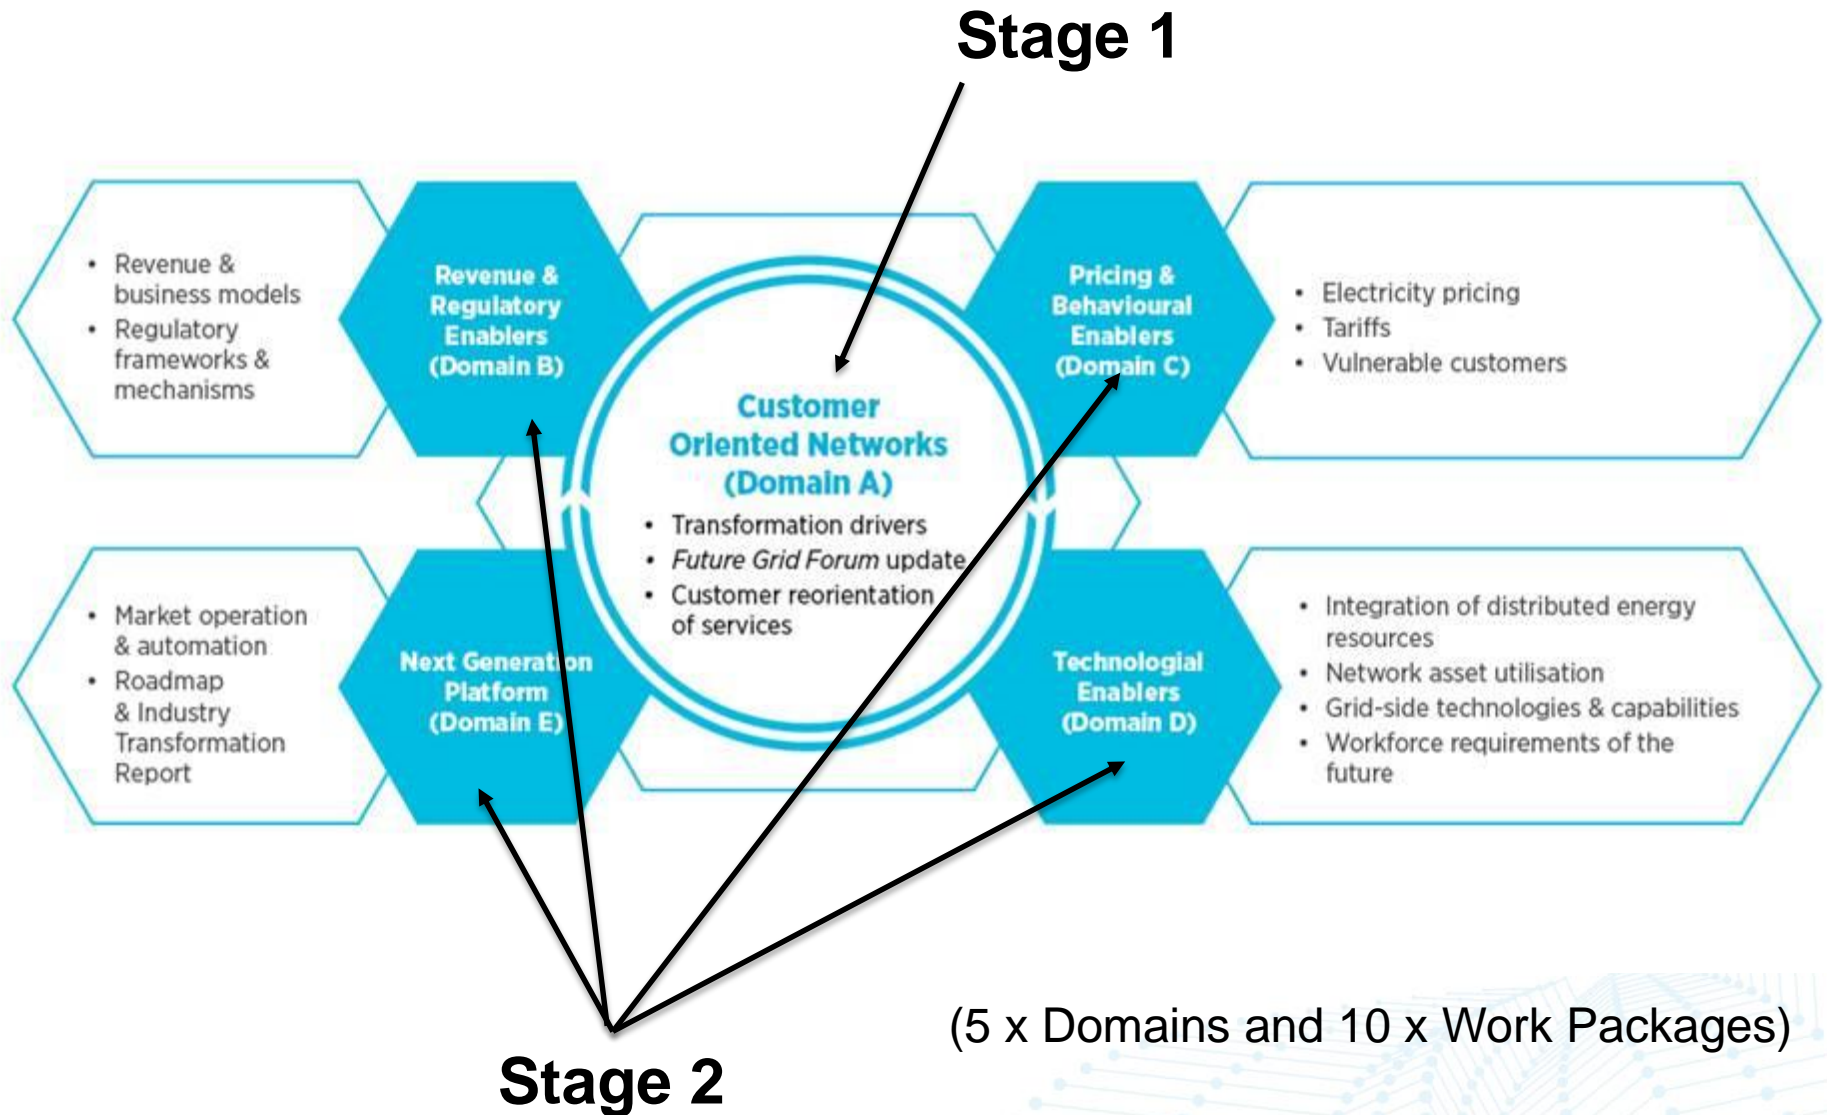 Stage 1
• Revenue &
business models
• Regulatory
frameworks &
mechanisms
Revenue &
Regulatory
Enablers
(Domain B)
Pricing &
Behavioural
Enablers
(Domain C)
• Electricity pricing
• Tariffs
• Vulnerable customers
Customer
Oriented Networks
(Domain A)
• Transformation drivers
• Future Grid Forum update
• Customer reorientation
of services
• Market operation
& automation
• Roadmap
& Industry
Transformation
Report
Next Generation
Platform
(Domain E)
Technologial
Enablers
(Domain D)
• Integration of distributed energy
resources
• Network asset utilisation
• Grid-side technologies & capabilities
• Workforce requirements of the
future
(5 x Domains and 10 x Work Packages)
Stage 2